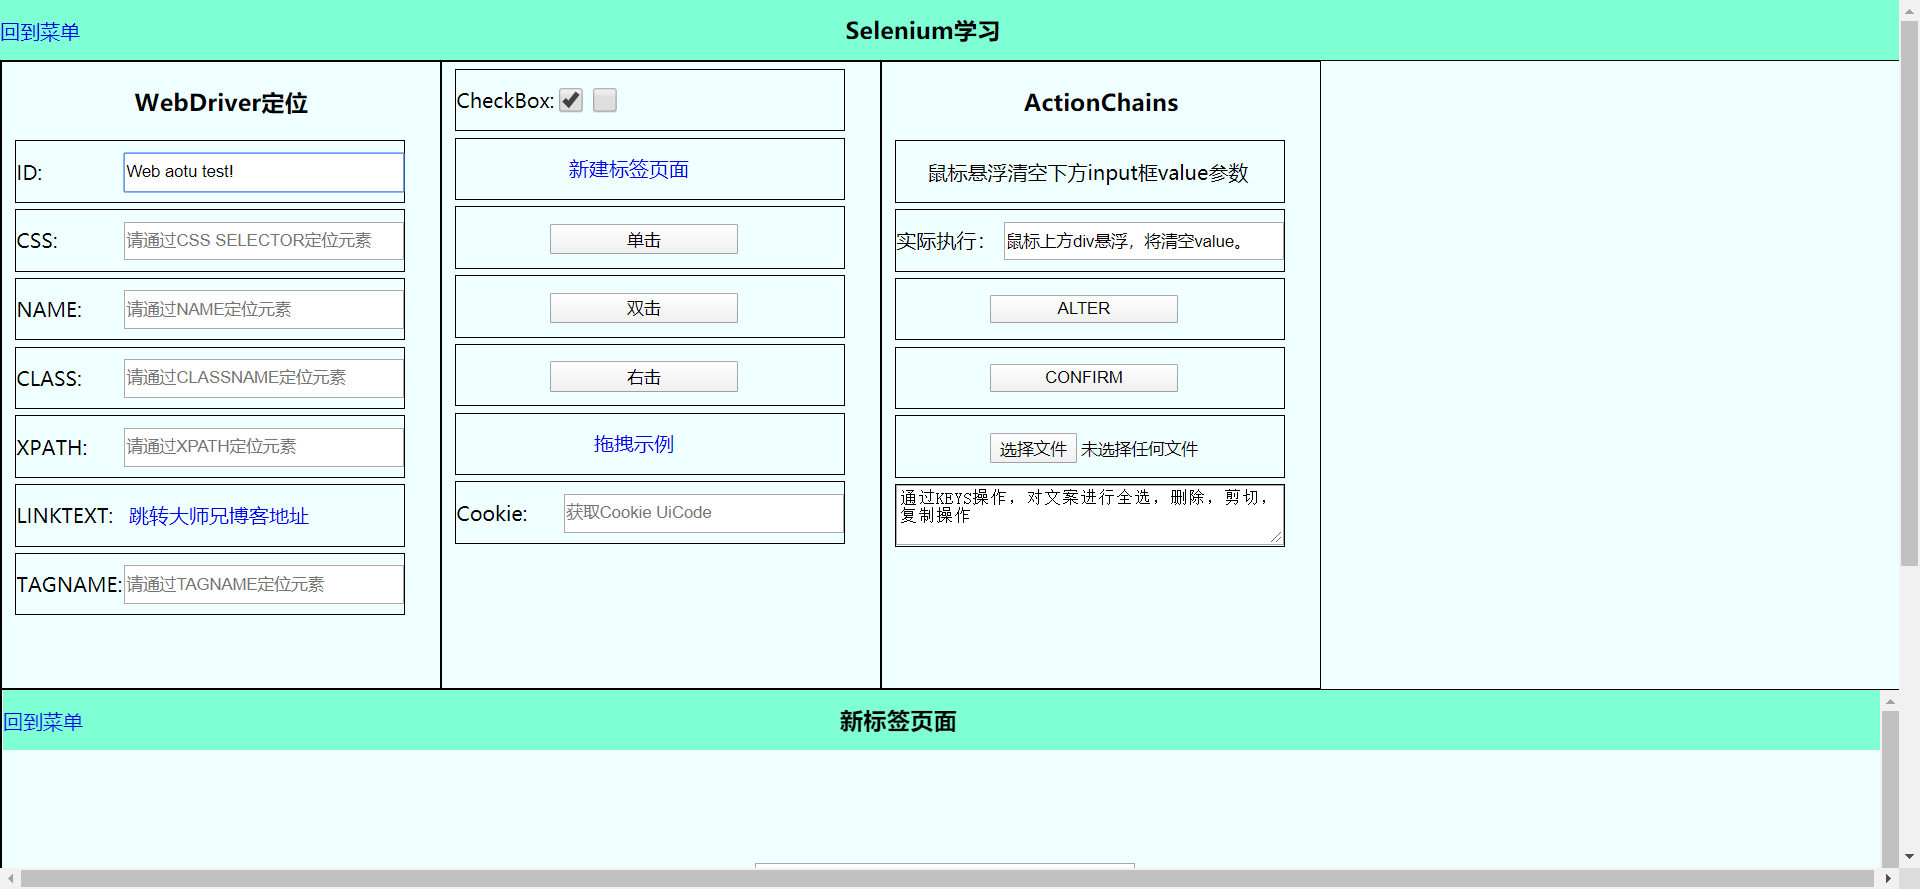 回到菜单
Selenium学习
WebDriver定位
ID:
Web aotu test!
CSS:
请通过CSS SELECTOR定位元素
NAME:
请通过NAME定位元素
CLASS:
请通过CLASSNAME定位元素
XPATH:
请通过XPATH定位元素
LINKTEXT:
跳转大师兄博客地址
TAGNAME:
请通过TAGNAME定位元素
CheckBox:
新建标签页面
单击
双击
右击
拖拽示例
Cookie:
获取Cookie UiCode
ActionChains
鼠标悬浮清空下方input框value参数
实际执行：
鼠标上方div悬浮，将清空value。
ALTER
CONFIRM
选择文件 未选择任何文件
通过KEYS操作，对文案进行全选，删除，剪切，
复制操作
回到菜单
新标签页面